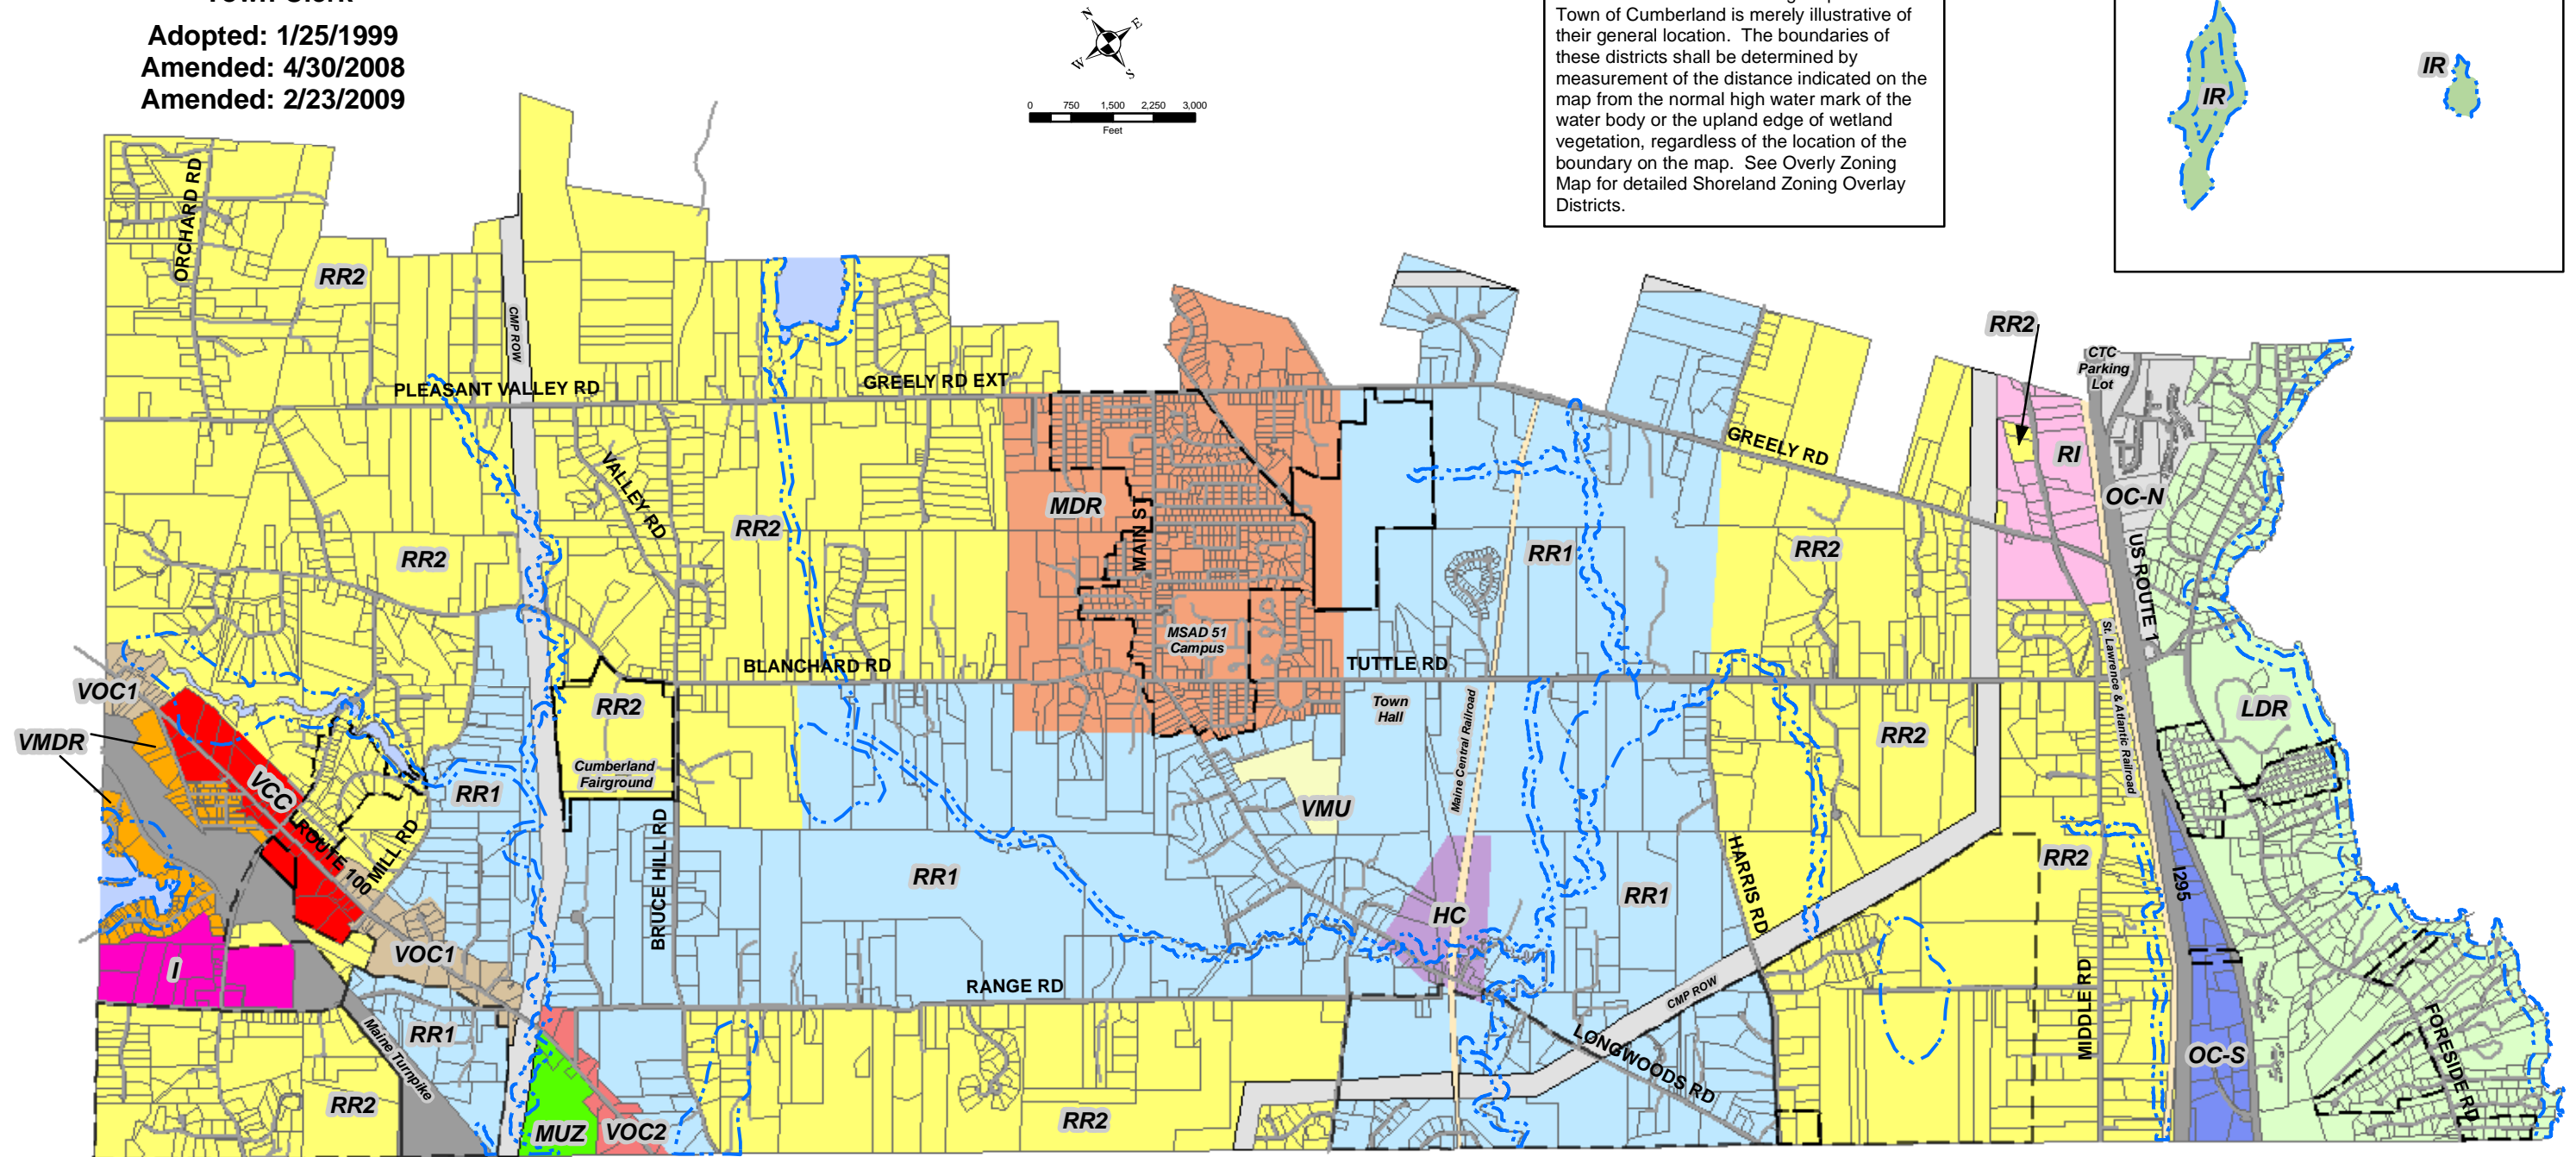 Adopted: 1/25/1999
Amended: 4/30/2008
Amended: 2/23/2009
N
E
W
S
0 750 1,500 2,250 3,000
Feet
Town of Cumberland is merely illustrative of
their general location. The boundaries of
these districts shall be determined by
measurement of the distance indicated on the
map from the normal high water mark of the
water body or the upland edge of wetland
vegetation, regardless of the location of the
boundary on the map. See Overly Zoning
Map for detailed Shoreland Zoning Overlay
Districts.
IR
IR
ORCHARD RD
RR2
CMP ROW
PLEASANT VALLEY RD
GREELY RD EXT
RR2
CTC
Parking
Lot
VALLEY RD
RR2
RR2
MDR
MAIN ST
GREELY RD
RI
OC-N
RR1
RR2
US ROUTE 1
MSAD 51
Campus
BLANCHARD RD
TUTTLE RD
St. Lawrence & Atlantic Railroad
VOC1
VMDR
RR2
Cumberland
Fairground
Town
Hall
Maine Central Railroad
RR2
LDR
VCC
ROUTE 100
MILL RD
RR1
VMU
BRUCE HILL RD
RR1
HC
RR1
HARRIS RD
RR2
I295
VOC1
I
RANGE RD
CMP ROW
MIDDLE RD
RR1
Maine Turnpike
LONGWOODS RD
OC-S
FORESIDE RD
RR2
MUZ
VOC2
RR2